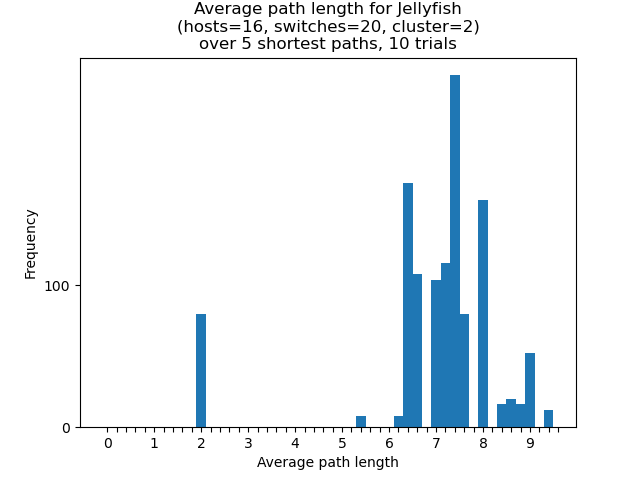 Average path length for Jellyfish
(hosts=16, switches=20, cluster=2)
over 5 shortest paths, 10 trials
Frequency
100
0
0 1 2 3 4 5 6 7 8 9
Average path length